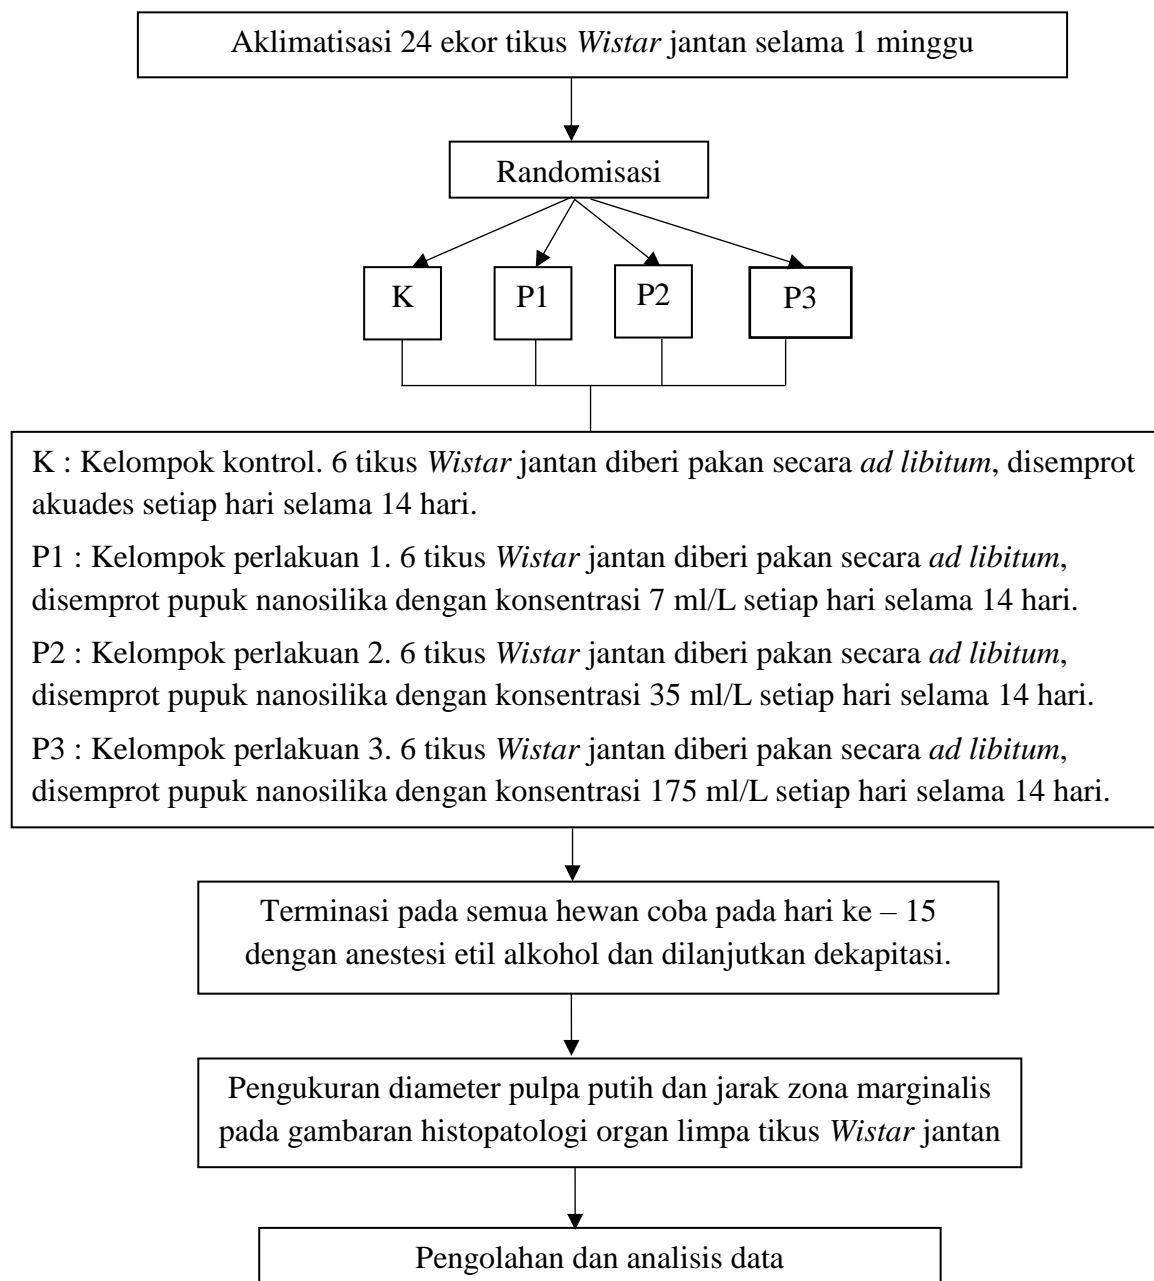 Aklimatisasi 24 ekor tikus Wistar jantan selama 1 minggu
Randomisasi
K
P1
P2
P3
K : Kelompok kontrol. 6 tikus Wistar jantan diberi pakan secara ad libitum, disemprot
akuades setiap hari selama 14 hari.
P1 : Kelompok perlakuan 1. 6 tikus Wistar jantan diberi pakan secara ad libitum,
disemprot pupuk nanosilika dengan konsentrasi 7 ml/L setiap hari selama 14 hari.
P2 : Kelompok perlakuan 2. 6 tikus Wistar jantan diberi pakan secara ad libitum,
disemprot pupuk nanosilika dengan konsentrasi 35 ml/L setiap hari selama 14 hari.
P3 : Kelompok perlakuan 3. 6 tikus Wistar jantan diberi pakan secara ad libitum,
disemprot pupuk nanosilika dengan konsentrasi 175 ml/L setiap hari selama 14 hari.
Terminasi pada semua hewan coba pada hari ke – 15
dengan anestesi etil alkohol dan dilanjutkan dekapitasi.
Pengukuran diameter pulpa putih dan jarak zona marginalis
pada gambaran histopatologi organ limpa tikus Wistar jantan
Pengolahan dan analisis data